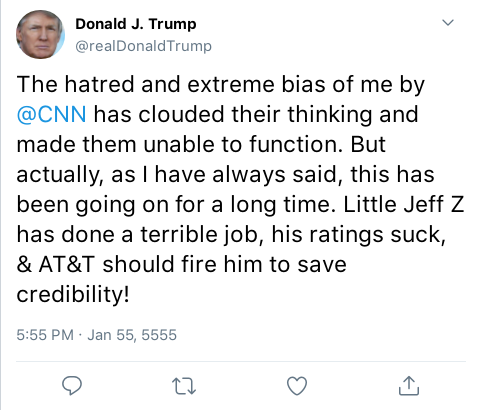 Donald J. Trump
@realDonaldTrump
The hatred and extreme bias of me by
@CNN has clouded their thinking and
made them unable to function. But
actually, as I have always said, this has
been going on for a long time. Little Jeff Z
has done a terrible job, his ratings suck,
& AT&T should fire him to save
credibility!
5:55 PM · Jan 55, 5555